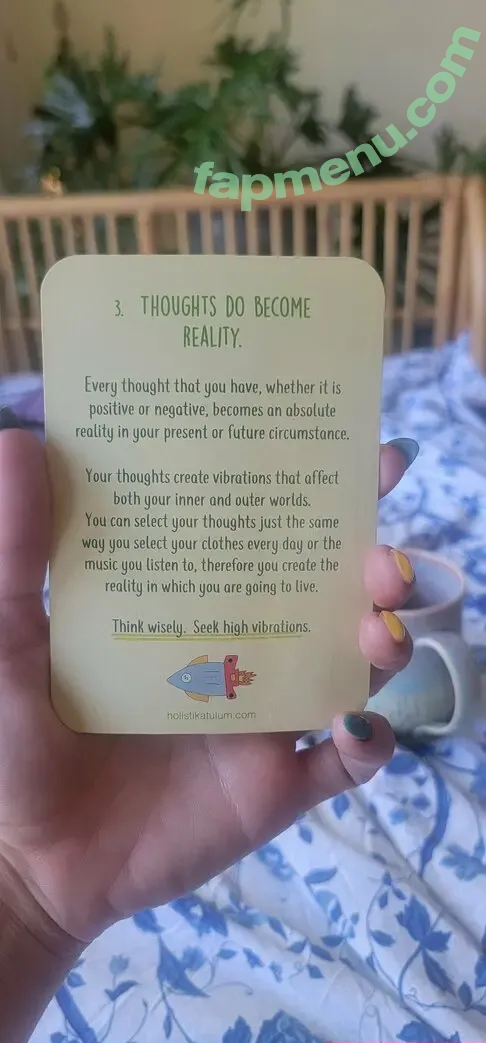 fapmenu.com
3. THOUGHTS DO BECOME
REALITY.
Every thought that you have, whether it is
positive or negative, becomes an absolute
reality in your present or future circumstance.
Your thoughts create vibrations that affect
both your inner and outer worlds.
You can select your thoughts just the same
way you select your clothes every day or the
music you listen to, therefore you create the
reality in which you are going to live.
Think wisely. Seek high vibrations.
holistikatulum.com